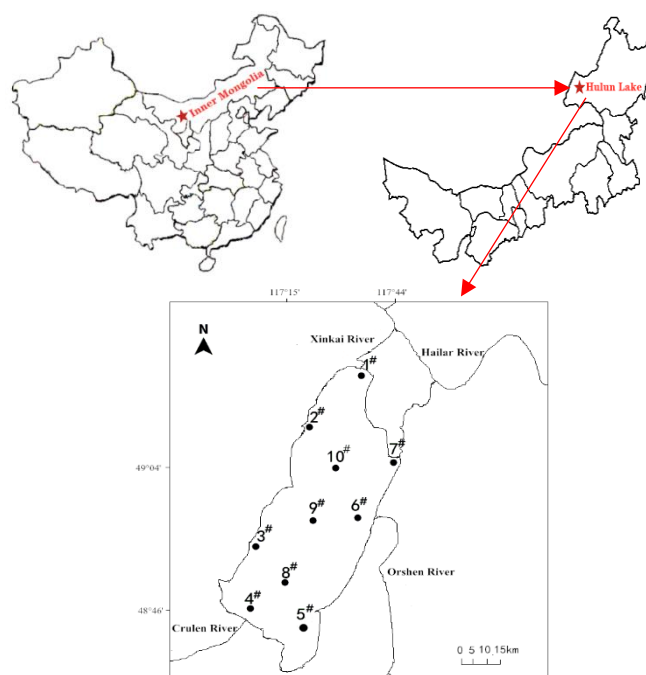 Inner Mongolia
Hulun Lake
117°15'
117°44'
N
Xinkai River
Hailar River
1#
2#
7#
10#
49°04'
9#
6#
3#
8#
Orshen River
4#
48°46'
5#
Crulen River
0 5 10 15km